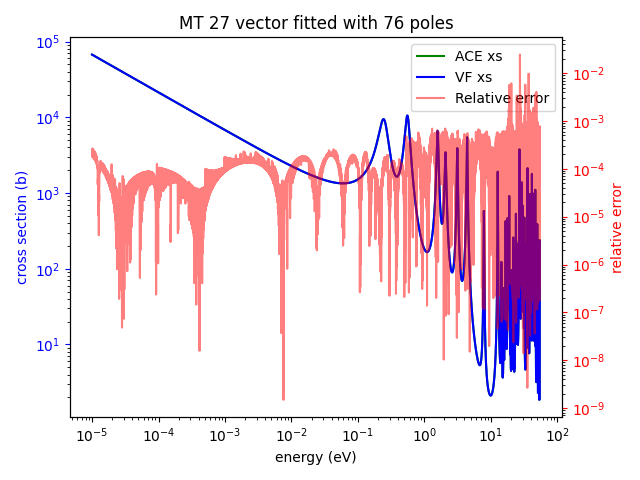 MT 27 vector fitted with 76 poles
ACE xs
VF xs
Relative error
cross section (b)
10^5
10^4
10^3
10^2
10^1
10^-2
10^-3
10^-4
10^-5
10^-6
10^-7
10^-8
10^-9
relative error
10^-5 10^-4 10^-3 10^-2 10^-1 10^0 10^1 10^2
energy (eV)